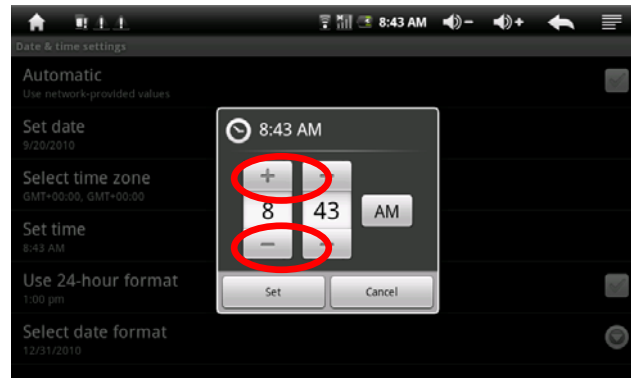 8:43 AM
Date & time settings
Automatic
Use network-provided values
Set date
9/20/2010
Select time zone
GMT+00:00, GMT+00:00
Set time
8:43 AM
Use 24-hour format
1:00 pm
Select date format
12/31/2010
8:43 AM
+ +
8 43 AM
− −
Set Cancel